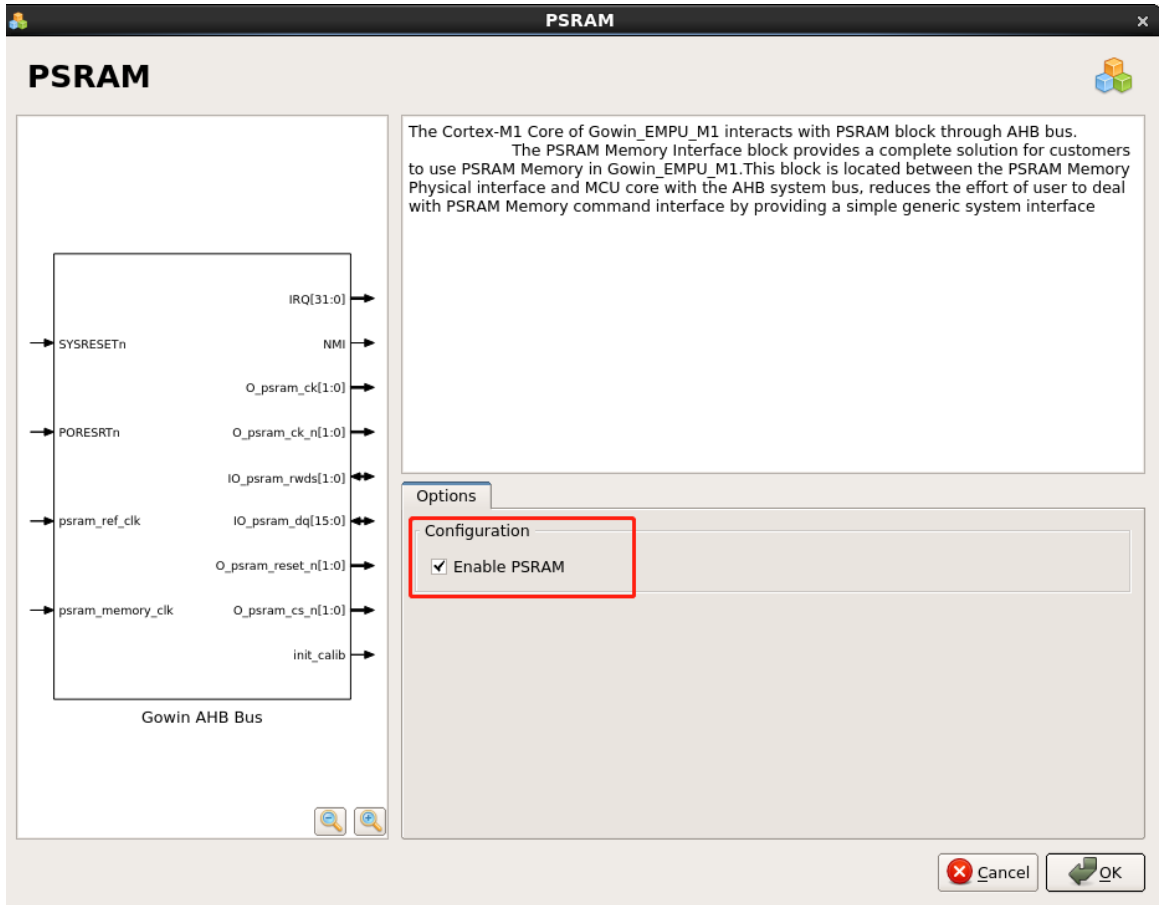 PSRAM
PSRAM
The Cortex-M1 Core of Gowin_EMPU_M1 interacts with PSRAM block through AHB bus.
The PSRAM Memory Interface block provides a complete solution for customers
to use PSRAM Memory in Gowin_EMPU_M1.This block is located between the PSRAM Memory
Physical interface and MCU core with the AHB system bus, reduces the effort of user to deal
with PSRAM Memory command interface by providing a simple generic system interface
IRQ[31:0]
SYSRESETn
NMI
O_psram_ck[1:0]
PORESRTn
O_psram_ck_n[1:0]
IO_psram_rwds[1:0]
psram_ref_clk
IO_psram_dq[15:0]
O_psram_reset_n[1:0]
psram_memory_clk
O_psram_cs_n[1:0]
init_calib
Gowin AHB Bus
Options
Configuration
Enable PSRAM
Cancel
OK